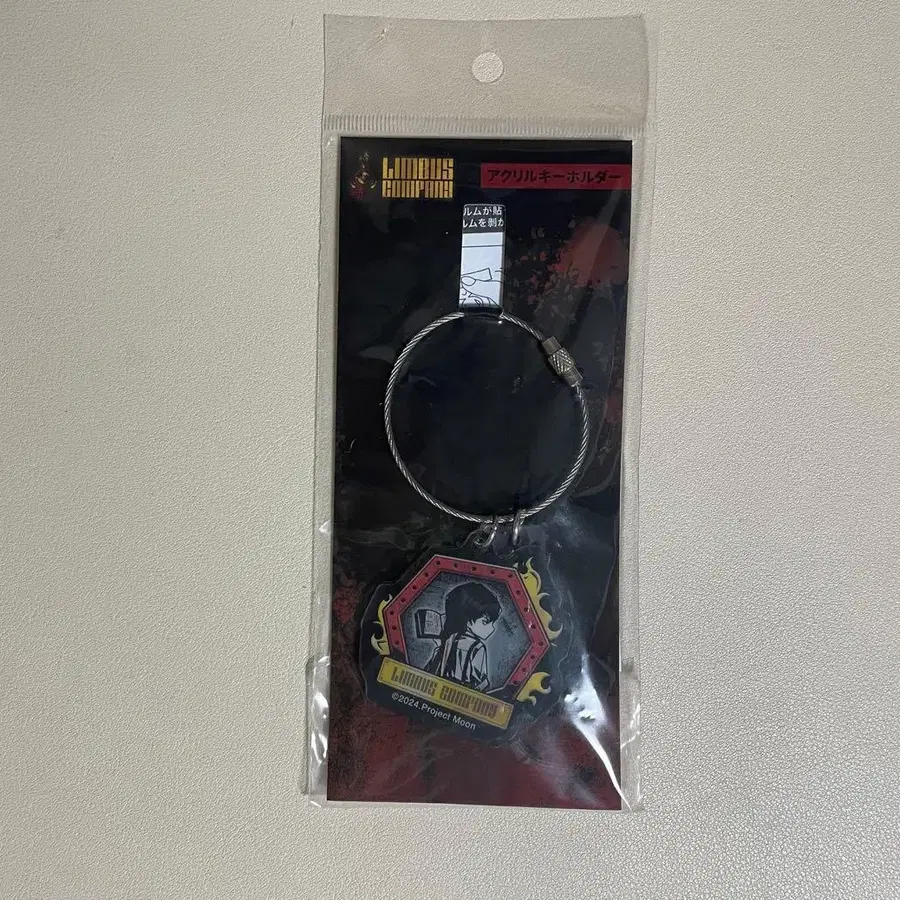 LIMBUS
COMPANY
アクリルキーホルダー
ルムが貼
ルムを剥か
LIMBUS COMPANY
©2024.Project Moon